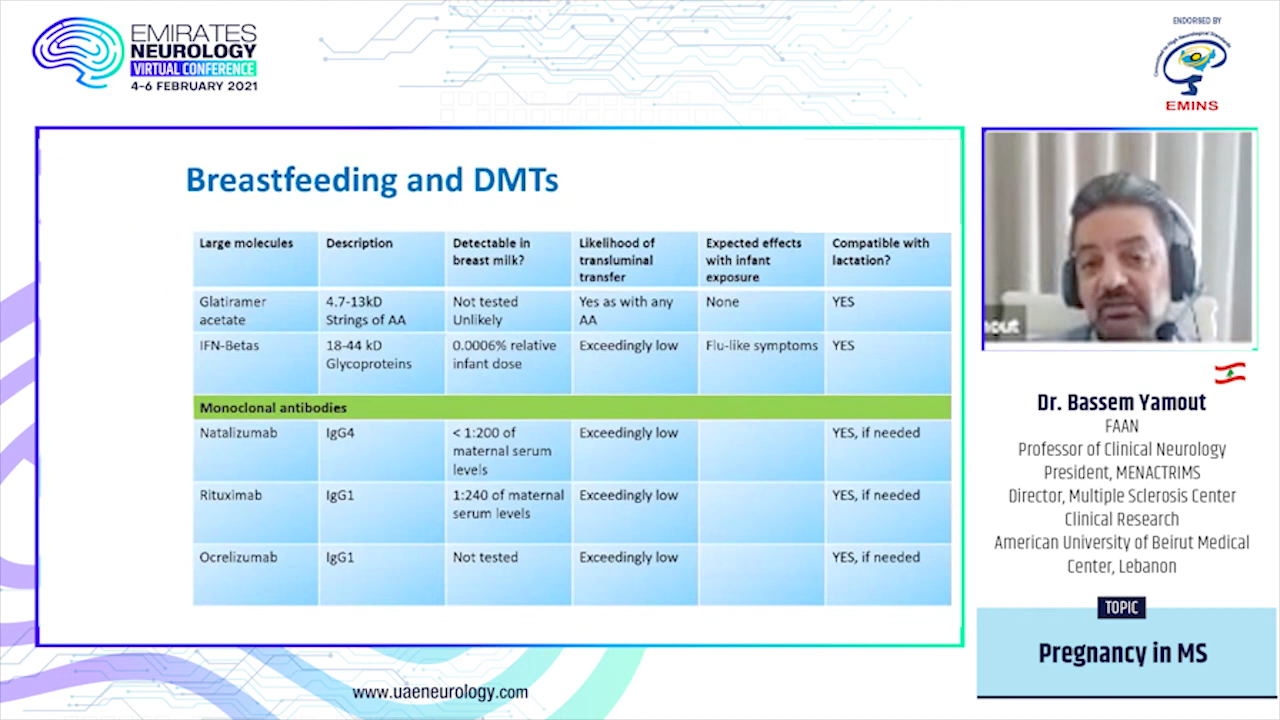 EMIRATES
NEUROLOGY
VIRTUAL CONFERENCE
4-6 FEBRUARY 2021
ENDORSED BY
Committed to High Neurological Standards
EMINS
Breastfeeding and DMTs
Large molecules
Description
Detectable in
breast milk?
Likelihood of
transluminal
transfer
Expected effects
with infant
exposure
Compatible with
lactation?
Glatiramer
acetate
4.7-13kD
Strings of AA
Not tested
Unlikely
Yes as with any
AA
None
YES
IFN-Betas
18-44 kD
Glycoproteins
0.0006% relative
infant dose
Exceedingly low
Flu-like symptoms
YES
Monoclonal antibodies
Natalizumab
IgG4
< 1:200 of
maternal serum
levels
Exceedingly low
YES, if needed
Rituximab
IgG1
1:240 of maternal
serum levels
Exceedingly low
YES, if needed
Ocrelizumab
IgG1
Not tested
Exceedingly low
YES, if needed
out
Dr. Bassem Yamout
FAAN
Professor of Clinical Neurology
President, MENACTRIMS
Director, Multiple Sclerosis Center
Clinical Research
American University of Beirut Medical
Center, Lebanon
TOPIC
Pregnancy in MS
www.uaeneurology.com